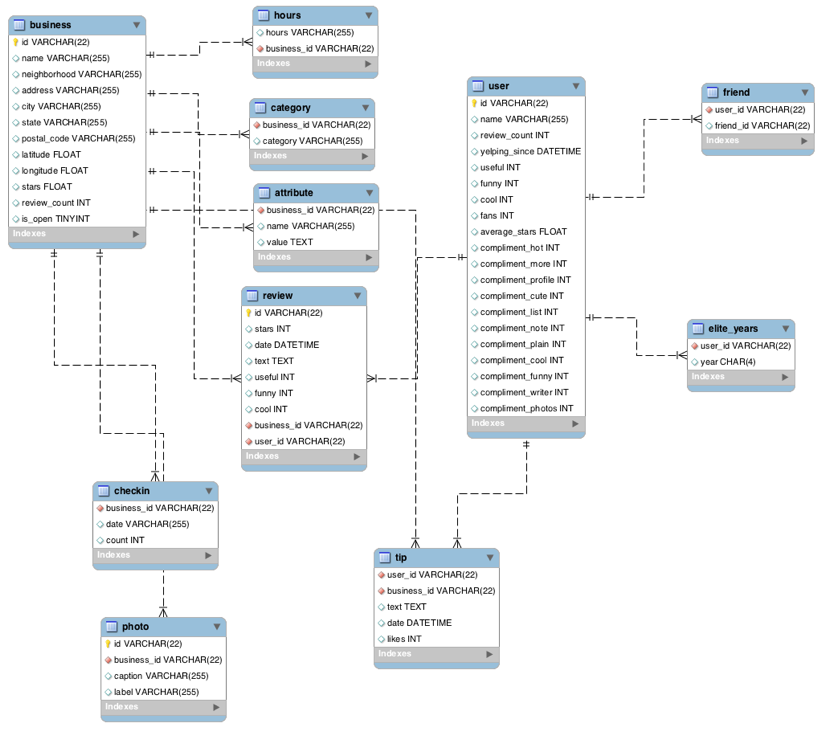 business
id VARCHAR(22)
name VARCHAR(255)
neighborhood VARCHAR(255)
address VARCHAR(255)
city VARCHAR(255)
state VARCHAR(255)
postal_code VARCHAR(255)
latitude FLOAT
longitude FLOAT
stars FLOAT
review_count INT
is_open TINYINT
Indexes
hours
hours VARCHAR(255)
business_id VARCHAR(22)
Indexes
category
business_id VARCHAR(22)
category VARCHAR(255)
Indexes
attribute
business_id VARCHAR(22)
name VARCHAR(255)
value TEXT
Indexes
review
id VARCHAR(22)
stars INT
date DATETIME
text TEXT
useful INT
funny INT
cool INT
business_id VARCHAR(22)
user_id VARCHAR(22)
Indexes
user
id VARCHAR(22)
name VARCHAR(255)
review_count INT
yelping_since DATETIME
useful INT
funny INT
cool INT
fans INT
average_stars FLOAT
compliment_hot INT
compliment_more INT
compliment_profile INT
compliment_cute INT
compliment_list INT
compliment_note INT
compliment_plain INT
compliment_cool INT
compliment_funny INT
compliment_writer INT
compliment_photos INT
Indexes
friend
user_id VARCHAR(22)
friend_id VARCHAR(22)
Indexes
elite_years
user_id VARCHAR(22)
year CHAR(4)
Indexes
checkin
business_id VARCHAR(22)
date VARCHAR(255)
count INT
Indexes
tip
user_id VARCHAR(22)
business_id VARCHAR(22)
text TEXT
date DATETIME
likes INT
Indexes
photo
id VARCHAR(22)
business_id VARCHAR(22)
caption VARCHAR(255)
label VARCHAR(255)
Indexes